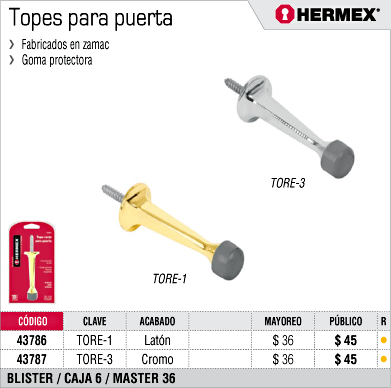 Topes para puerta
HERMEX®
› Fabricados en zamac
› Goma protectora
TORE-3
TORE-1
HERMEX
CÓDIGO CLAVE ACABADO MAYOREO PÚBLICO R
43786 TORE-1 Latón $ 36 $ 45
43787 TORE-3 Cromo $ 36 $ 45
BLISTER / CAJA 6 / MASTER 36